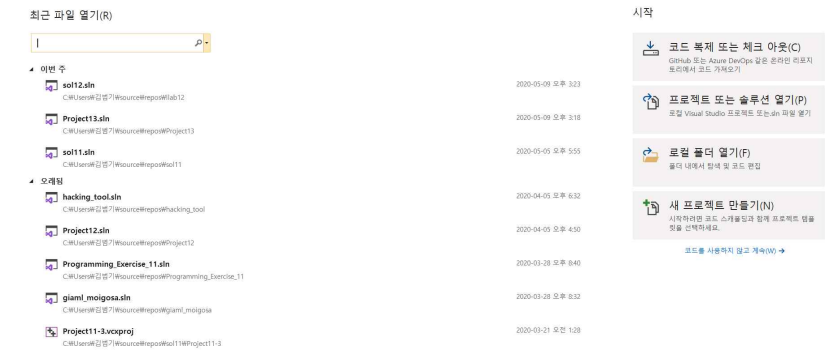 최근 파일 열기(R)
이번 주
sol12.sln
2020-05-09 오후 3:23
C:₩Users₩김범기₩source₩repos₩lab12
Project13.sln
2020-05-09 오후 3:18
C:₩Users₩김범기₩source₩repos₩Project13
sol11.sln
2020-05-05 오후 5:55
C:₩Users₩김범기₩source₩repos₩sol11
오래됨
hacking_tool.sln
2020-04-05 오후 6:32
C:₩Users₩김범기₩source₩repos₩hacking_tool
Project12.sln
2020-04-05 오후 4:50
C:₩Users₩김범기₩source₩repos₩Project12
Programming_Exercise_11.sln
2020-03-28 오후 8:40
C:₩Users₩김범기₩source₩repos₩Programming_Exercise_11
giaml_moigosa.sln
2020-03-28 오후 8:32
C:₩Users₩김범기₩source₩repos₩giaml_moigosa
Project11-3.vcxproj
2020-03-21 오전 1:28
C:₩Users₩김범기₩source₩repos₩sol11₩Project11-3
시작
코드 복제 또는 체크 아웃(C)
GitHub 또는 Azure DevOps 같은 온라인 리포지
토리에서 코드 가져오기
프로젝트 또는 솔루션 열기(P)
로컬 Visual Studio 프로젝트 또는.sln 파일 열기
로컬 폴더 열기(F)
폴더 내에서 탐색 및 코드 편집
새 프로젝트 만들기(N)
시작하려면 코드 스캐폴딩과 함께 프로젝트 템플
릿을 선택하세요.
코드를 사용하지 않고 계속(W) →